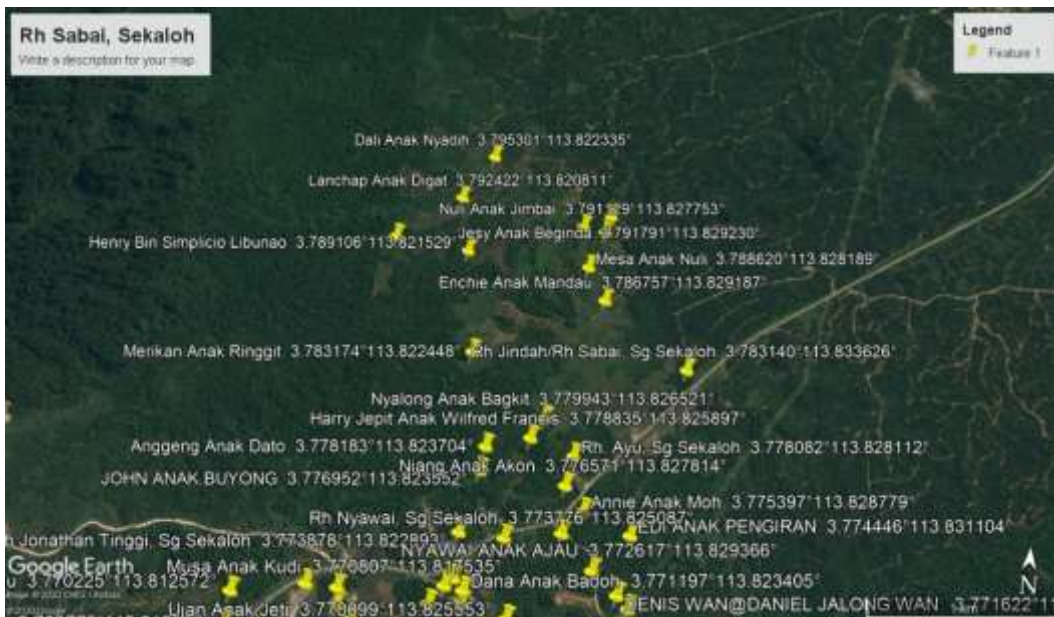 Rh Sabai, Sekaloh
Write a description for your map.
Legend
Feature 1
Dali Anak Nyadih 3.795301°113.822335°
Lanchap Anak Digat 3.792422°113.820811°
Nuli Anak Jimbai 113.827753°
Jesy Anak Beginda 3.791791°113.829230°
Henry Bin Simplicio Libunao 3.789106°113.821529°
Mesa Anak Nuli 3.788620°113.828189°
Enchie Anak Mandau 3.786757°113.829187°
Merikan Anak Ringgit 3.783174°113.822448°
Rh Jindah/Rh Sabai, Sg Sekaloh 3.783140°113.833626°
Nyalong Anak Bagkit 3.779943°113.826521°
Harry Jepit Anak Wilfred Francis 3.778835°113.825897°
Anggeng Anak Dato 3.778183°113.823704°
Rh. Ayu, Sg Sekaloh 3.778082°113.828112°
Niang Anak Akon 3.776571°113.827814°
JOHN ANAK BUYONG 3.776952°113.823552°
Annie Anak Moh 3.775397°113.828779°
Rh Nyawai, Sg Sekaloh 3.773776°113.825087°
ANAK PENGIRAN 3.774446°113.831104°
Jonathan Tinggi, Sg Sekaloh 3.773878°113.822893°
NYAWAI ANAK AJAU 3.772617°113.829366°
Google Earth
Musa Anak Kudi 3.770807°113.817535°
3.770225°113.812572°
Dana Anak Badoh 3.771197°113.823405°
Ujan Anak Jeti 113.825553
DENIS WAN@DANIEL JALONG WAN 3.771622°11
N